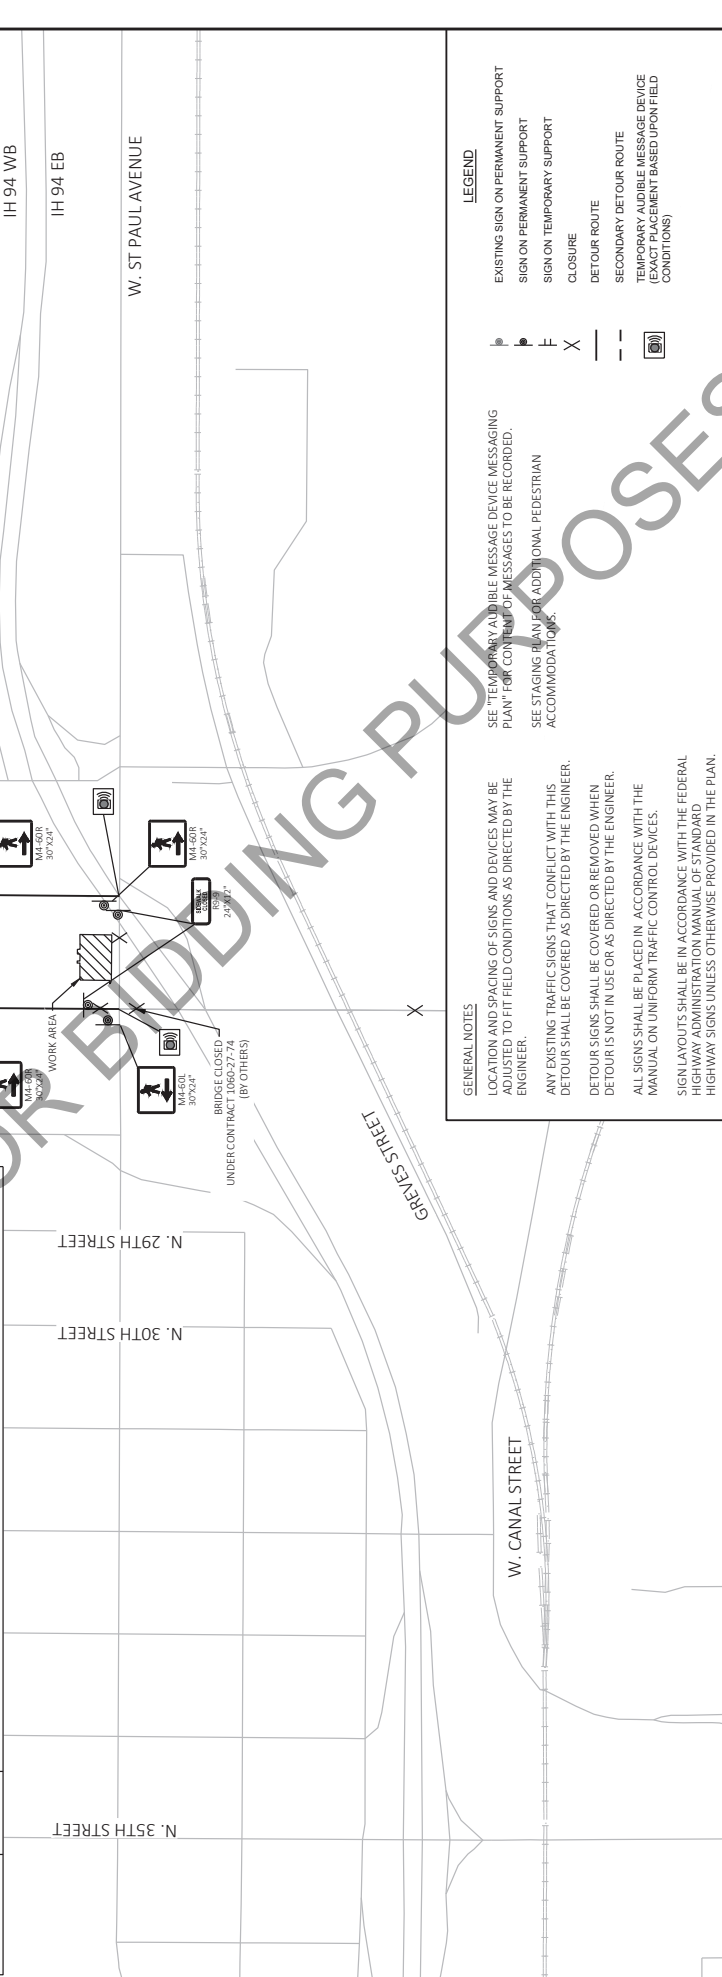 IH 94 WB
IH 94 EB
W. ST PAUL AVENUE
M4-60R
30"X24"
M4-60R
30"X24"
SIDEWALK
CLOSED
R9-9
24"X12"
WORK AREA
M4-60R
30"X24"
M4-60L
30"X24"
BRIDGE CLOSED
UNDER CONTRACT 1060-27-74
(BY OTHERS)
GREVES STREET
N. 29TH STREET
N. 30TH STREET
W. CANAL STREET
N. 35TH STREET
GENERAL NOTES
LOCATION AND SPACING OF SIGNS AND DEVICES MAY BE
ADJUSTED TO FIT FIELD CONDITIONS AS DIRECTED BY THE
ENGINEER.
ANY EXISTING TRAFFIC SIGNS THAT CONFLICT WITH THIS
DETOUR SHALL BE COVERED AS DIRECTED BY THE ENGINEER.
DETOUR SIGNS SHALL BE COVERED OR REMOVED WHEN
DETOUR IS NOT IN USE OR AS DIRECTED BY THE ENGINEER.
ALL SIGNS SHALL BE PLACED IN ACCORDANCE WITH THE
MANUAL ON UNIFORM TRAFFIC CONTROL DEVICES.
SIGN LAYOUTS SHALL BE IN ACCORDANCE WITH THE FEDERAL
HIGHWAY ADMINISTRATION MANUAL OF STANDARD
HIGHWAY SIGNS UNLESS OTHERWISE PROVIDED IN THE PLAN.
SEE "TEMPORARY AUDIBLE MESSAGE DEVICE MESSAGING
PLAN" FOR CONTENT OF MESSAGES TO BE RECORDED.
SEE STAGING PLAN FOR ADDITIONAL PEDESTRIAN
ACCOMMODATIONS.
LEGEND
EXISTING SIGN ON PERMANENT SUPPORT
SIGN ON PERMANENT SUPPORT
SIGN ON TEMPORARY SUPPORT
CLOSURE
DETOUR ROUTE
SECONDARY DETOUR ROUTE
TEMPORARY AUDIBLE MESSAGE DEVICE
(EXACT PLACEMENT BASED UPON FIELD
CONDITIONS)
OR BIDDING PURPOSES